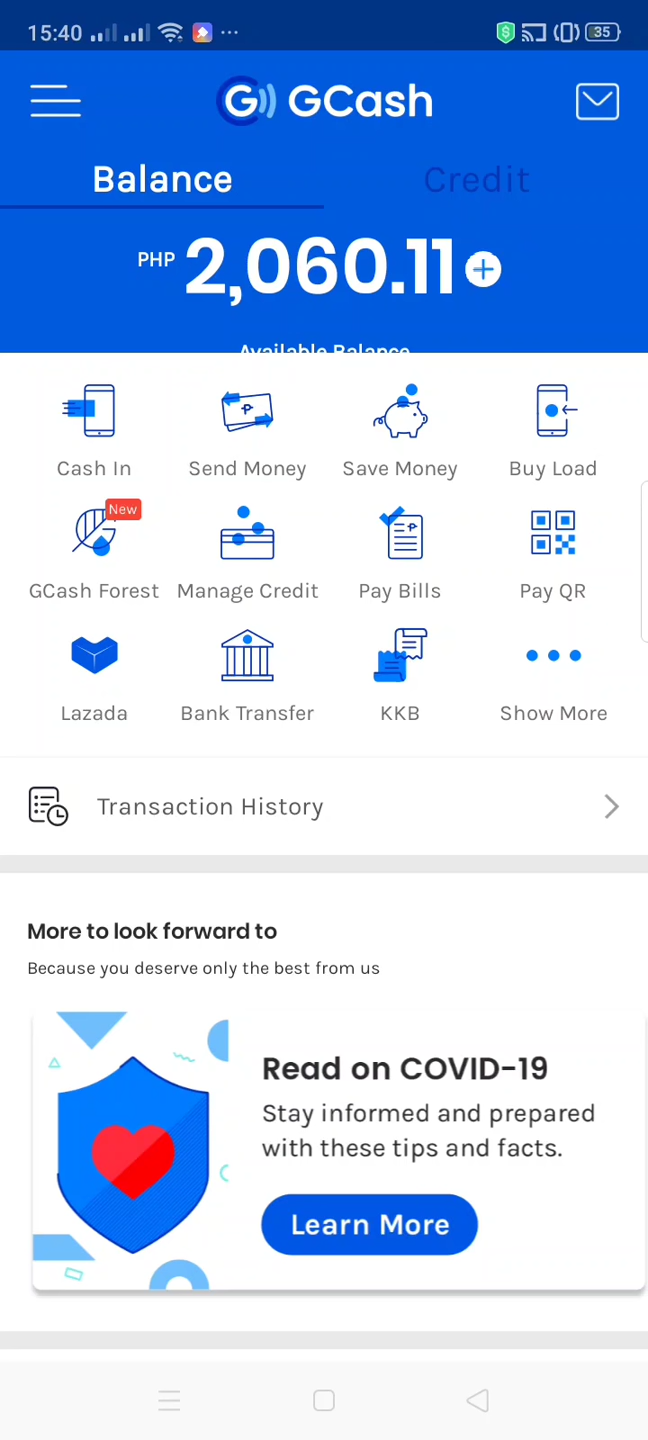 15:40
35
GCash
Balance
Credit
PHP 2,060.11
Available Balance
Cash In
Send Money
Save Money
Buy Load
New
GCash Forest
Manage Credit
Pay Bills
Pay QR
Lazada
Bank Transfer
KKB
Show More
Transaction History
More to look forward to
Because you deserve only the best from us
Read on COVID-19
Stay informed and prepared
with these tips and facts.
Learn More